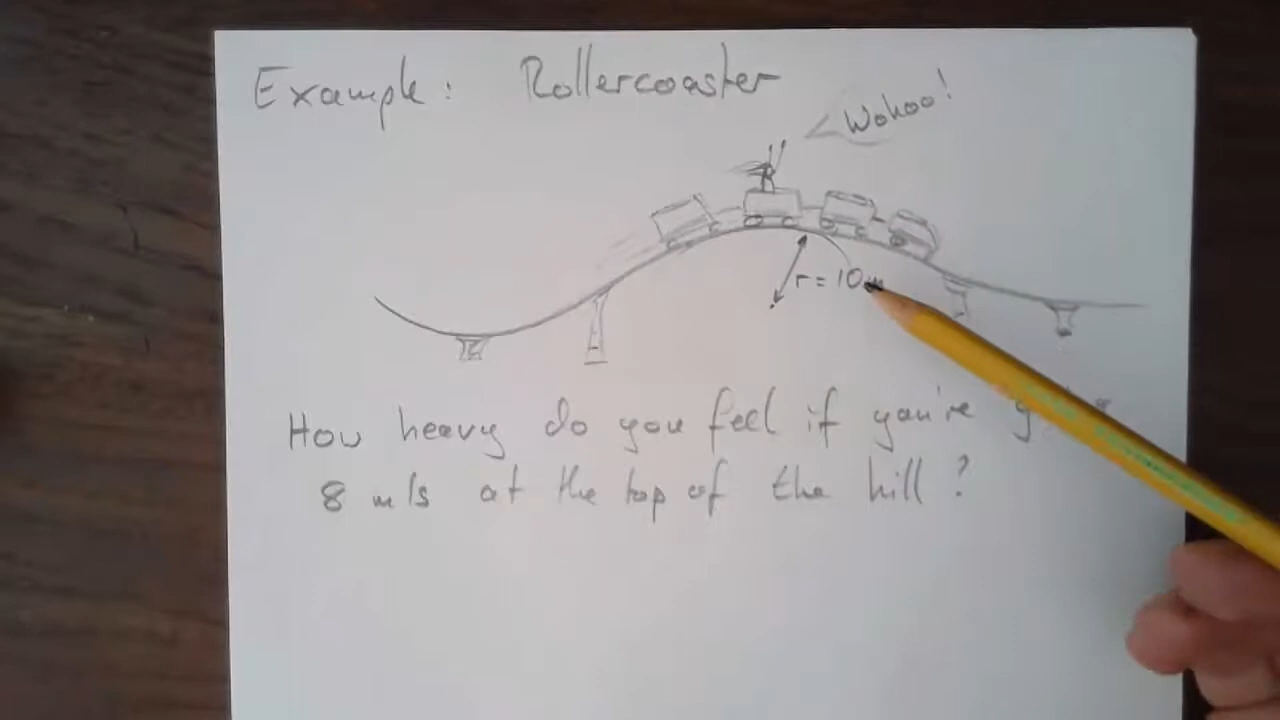 Example: Rollercoaster
Wohoo!
r = 10m
How heavy do you feel if you're
8 m/s at the top of the hill?